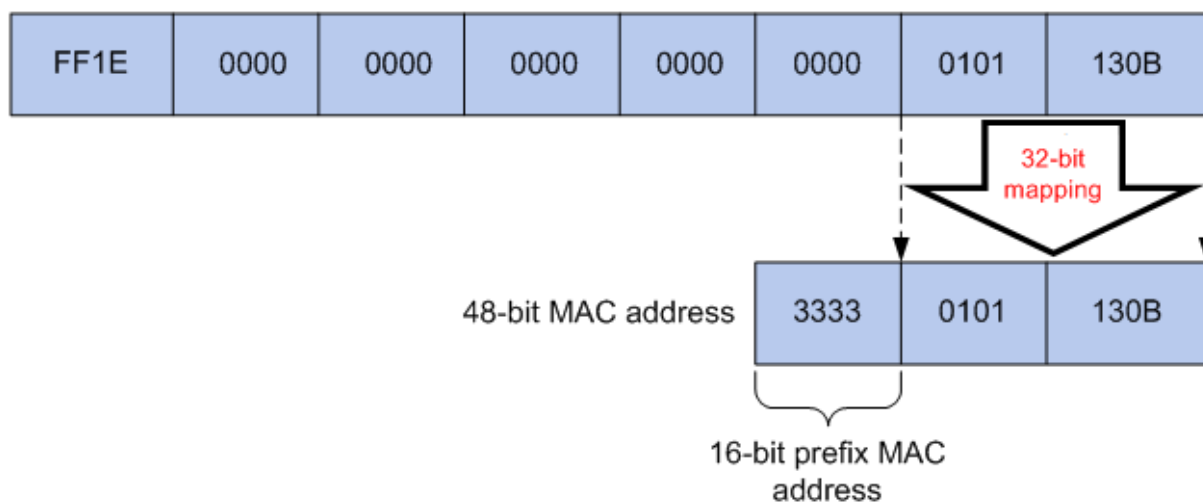 FF1E 0000 0000 0000 0000 0000 0101 130B
32-bit
mapping
48-bit MAC address 3333 0101 130B
16-bit prefix MAC
address